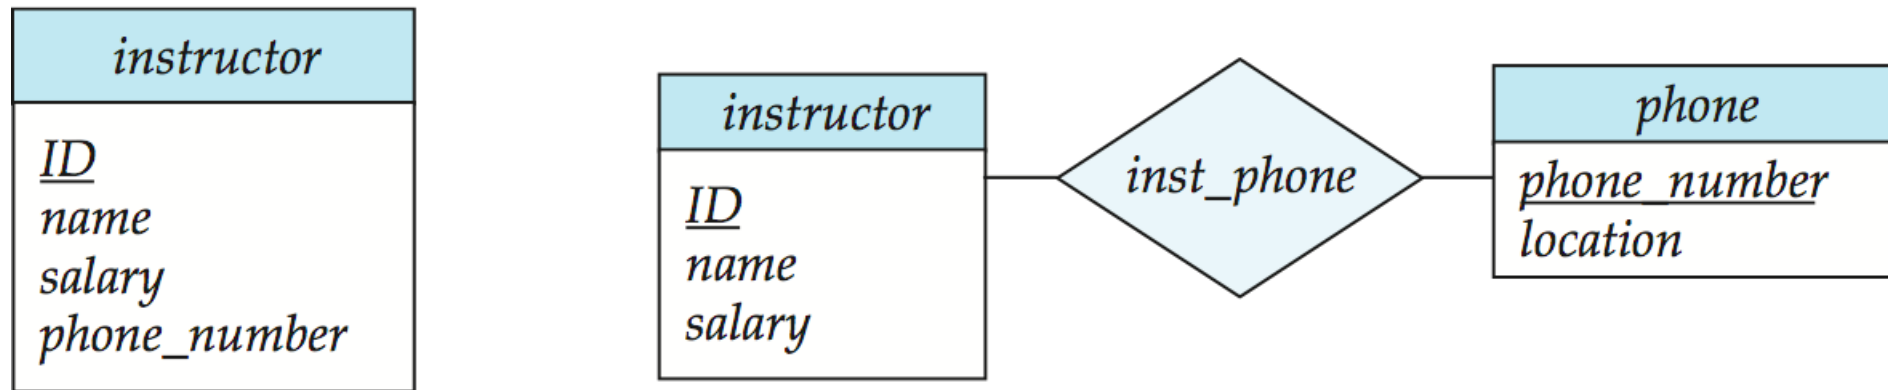 instructor
ID
name
salary
phone_number
instructor
ID
name
salary
inst_phone
phone
phone_number
location